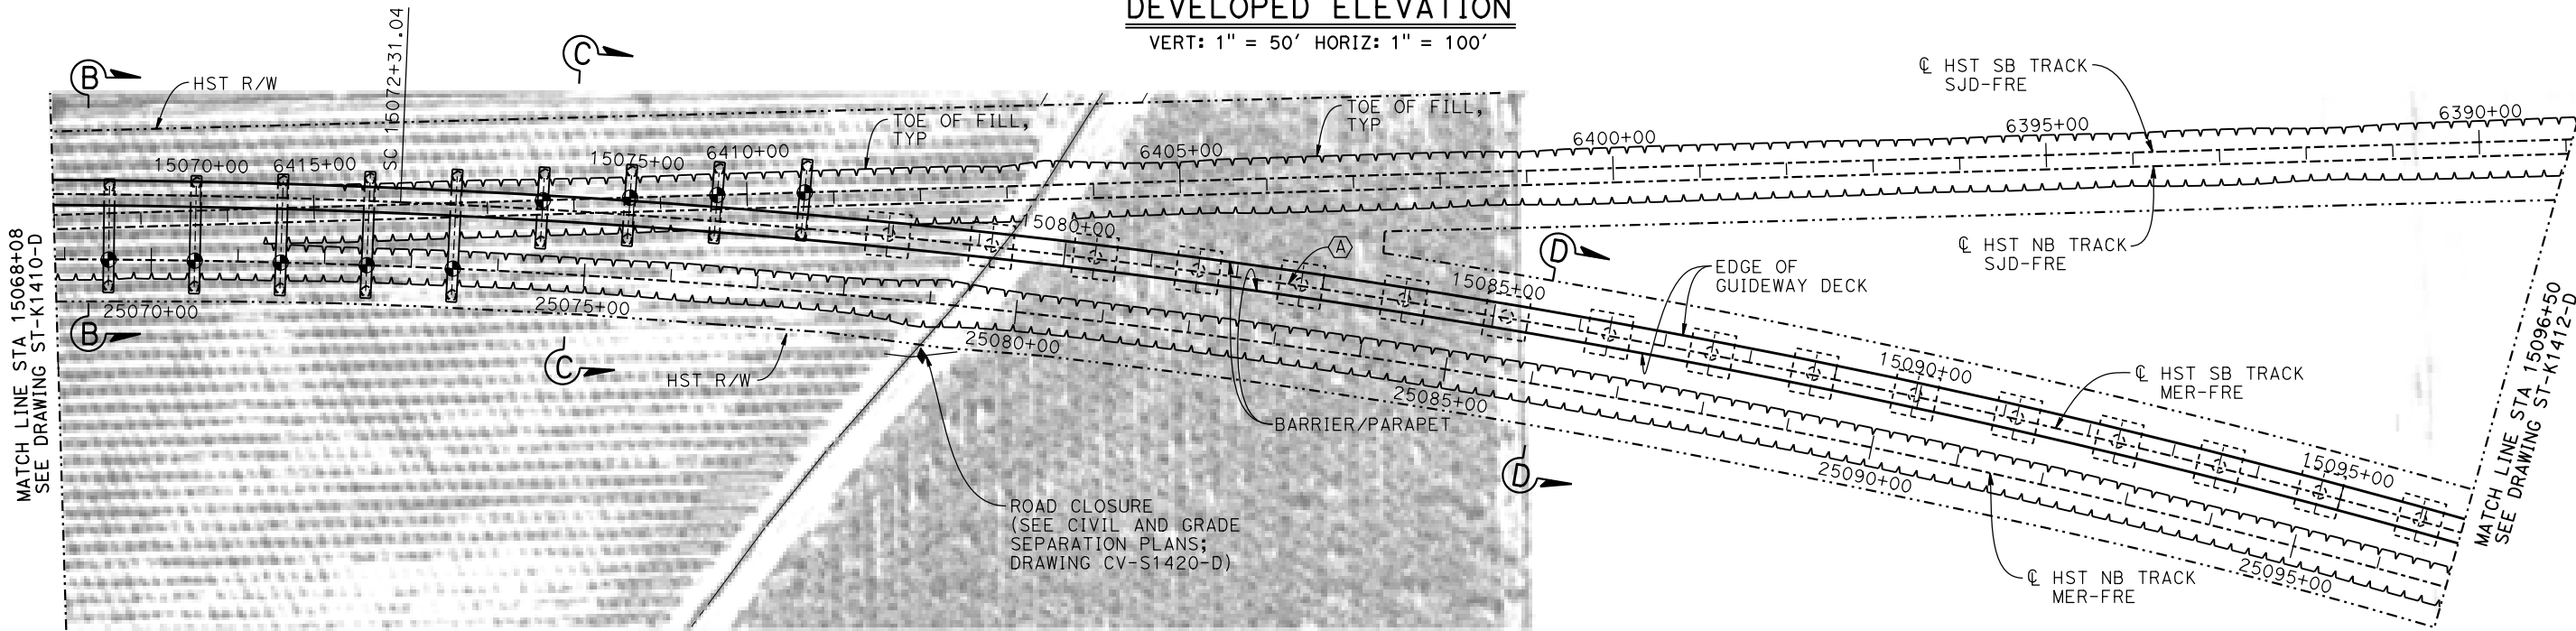 DEVELOPED ELEVATION
VERT: 1" = 50' HORIZ: 1" = 100'
B
HST R/W
SC 15072+31.04
C
TOE OF FILL,
TYP
TOE OF FILL,
TYP
℄ HST SB TRACK
SJD-FRE
15070+00
6415+00
15075+00
6410+00
6405+00
6400+00
6395+00
6390+00
MATCH LINE STA 15068+08
SEE DRAWING ST-K1410-D
15080+00
A
D
℄ HST NB TRACK
SJD-FRE
EDGE OF
GUIDEWAY DECK
15085+00
B
25070+00
25075+00
C
HST R/W
25080+00
25085+00
BARRIER/PARAPET
15090+00
℄ HST SB TRACK
MER-FRE
D
25090+00
15095+00
MATCH LINE STA 15096+50
SEE DRAWING ST-K1412-D
ROAD CLOSURE
(SEE CIVIL AND GRADE
SEPARATION PLANS;
DRAWING CV-S1420-D)
℄ HST NB TRACK
MER-FRE
25095+00